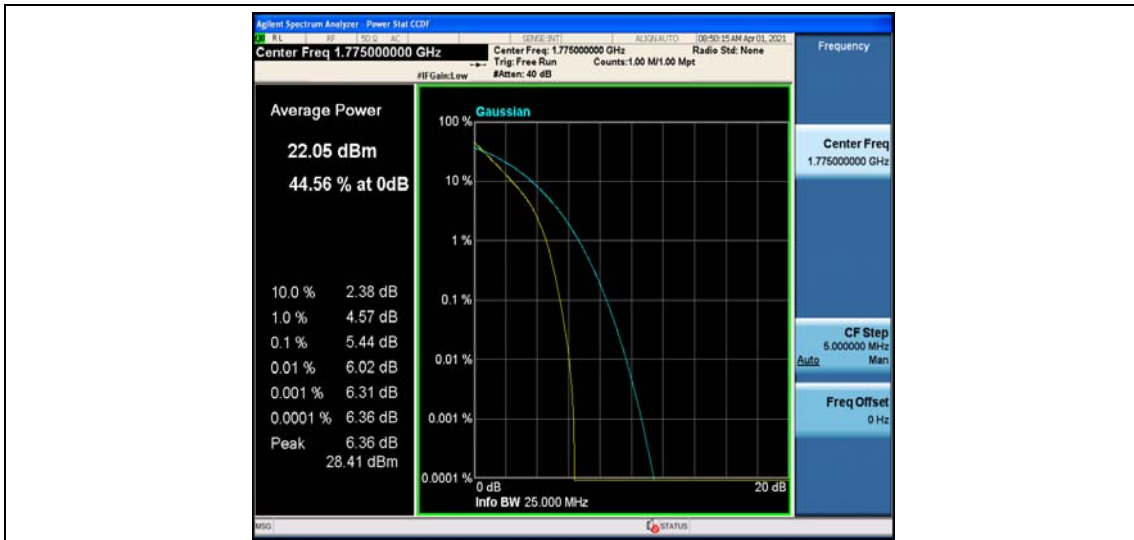 Agilent Spectrum Analyzer - Power Stat CCDF
RL RF 50 Ω AC SENSE:INT ALIGN AUTO 08:50:15 AM Apr 01, 2021
Center Freq 1.775000000 GHz
Center Freq: 1.775000000 GHz Radio Std: None
Trig: Free Run Counts:1.00 M/1.00 Mpt
#IFGain:Low #Atten: 40 dB
Frequency
Average Power
22.05 dBm
44.56 % at 0dB
10.0 % 2.38 dB
1.0 % 4.57 dB
0.1 % 5.44 dB
0.01 % 6.02 dB
0.001 % 6.31 dB
0.0001 % 6.36 dB
Peak 6.36 dB
28.41 dBm
Gaussian
100 %
10 %
1 %
0.1 %
0.01 %
0.001 %
0.0001 %
0 dB 20 dB
Info BW 25.000 MHz
Center Freq
1.775000000 GHz
CF Step
5.000000 MHz
Auto Man
Freq Offset
0 Hz
MSG STATUS